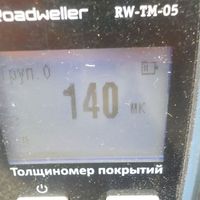 Roadweller RW-TM-05
Груп. 0
140 мк
Толщиномер покрытий